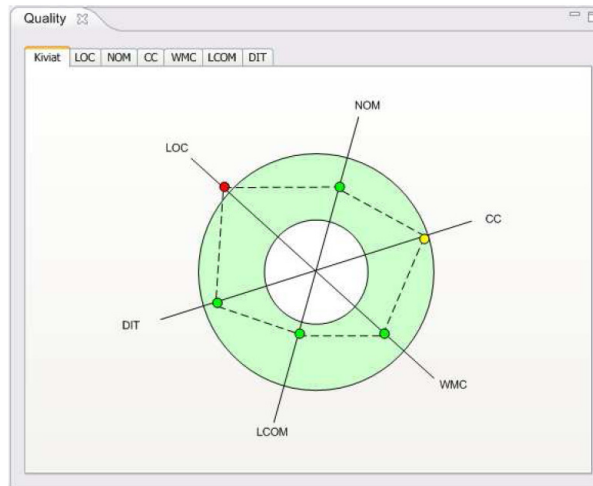 Quality
Kiviat LOC NOM CC WMC LCOM DIT
NOM
LOC
CC
DIT
WMC
LCOM